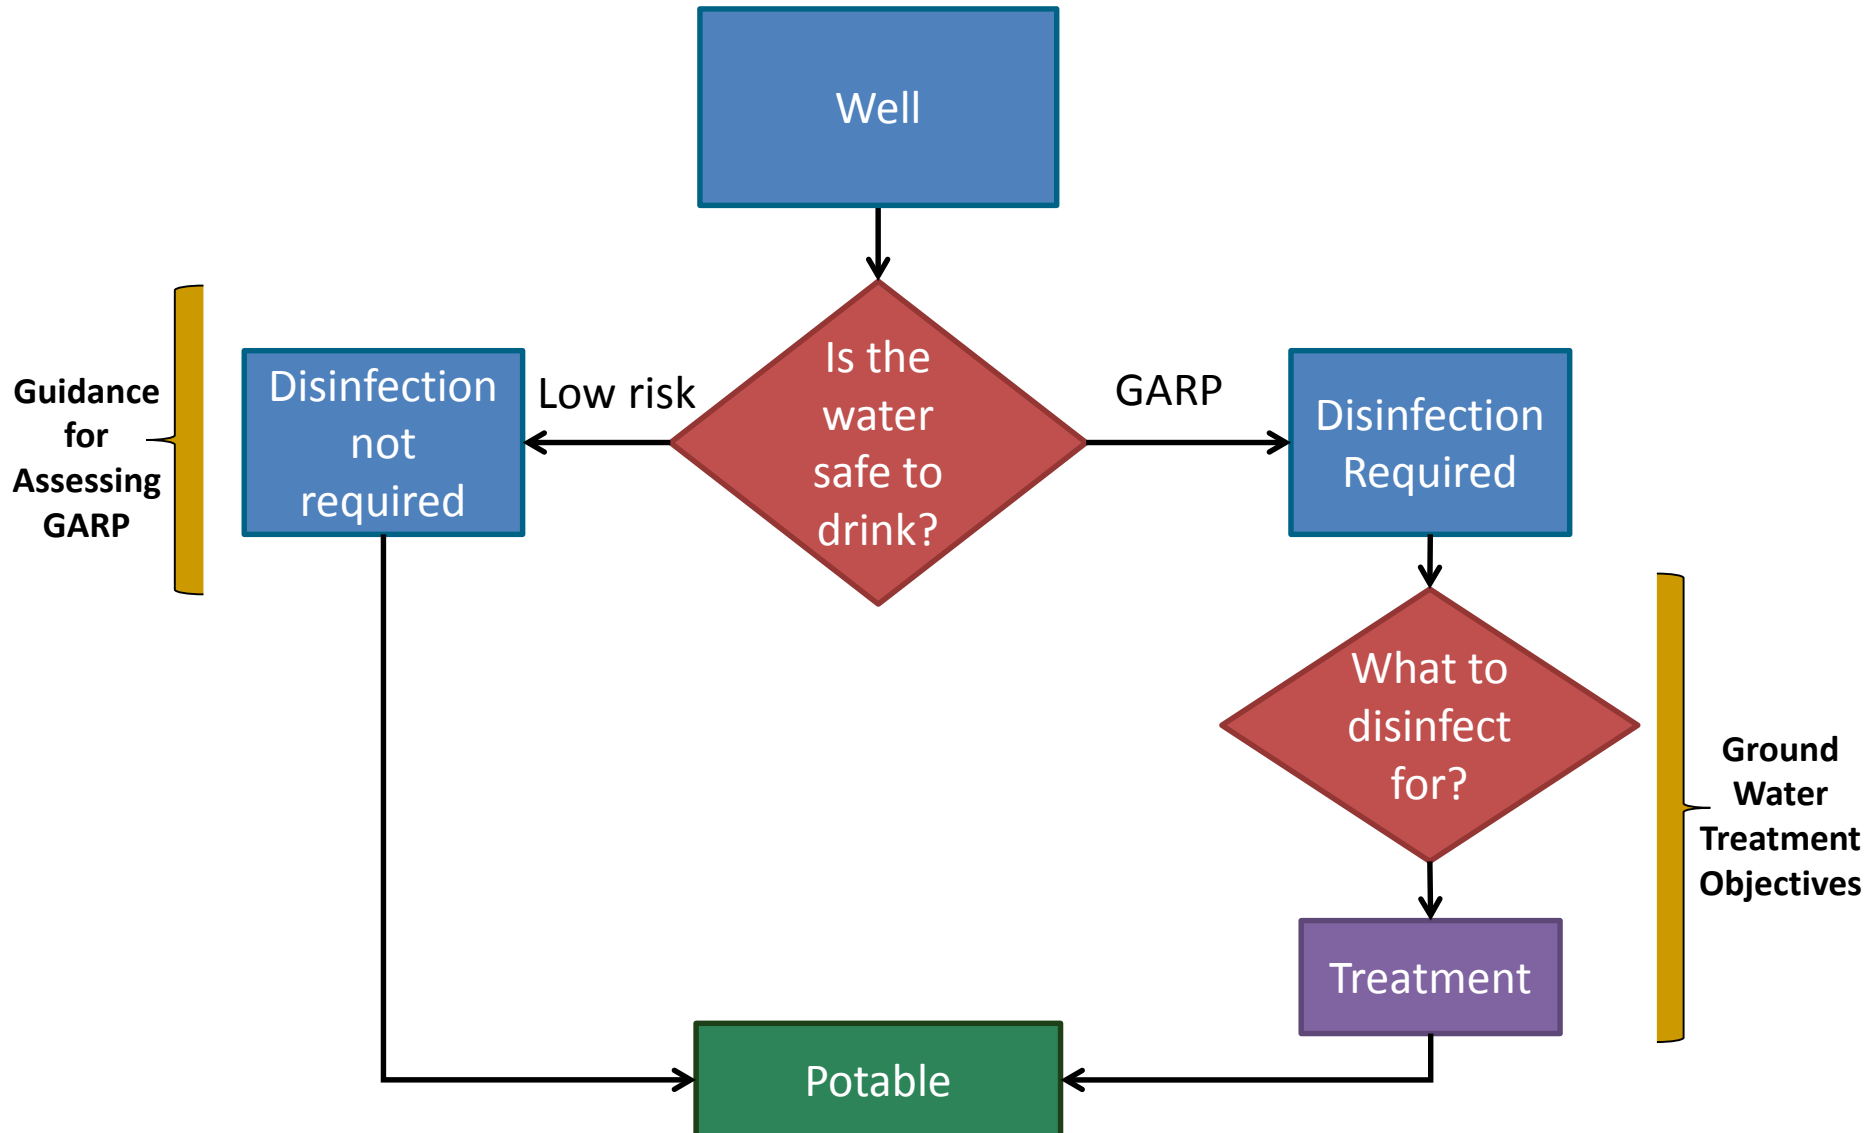 Well
Is the
water
safe to
drink?
Low risk
GARP
Disinfection
not
required
Disinfection
Required
Guidance
for
Assessing
GARP
What to
disinfect
for?
Ground
Water
Treatment
Objectives
Treatment
Potable